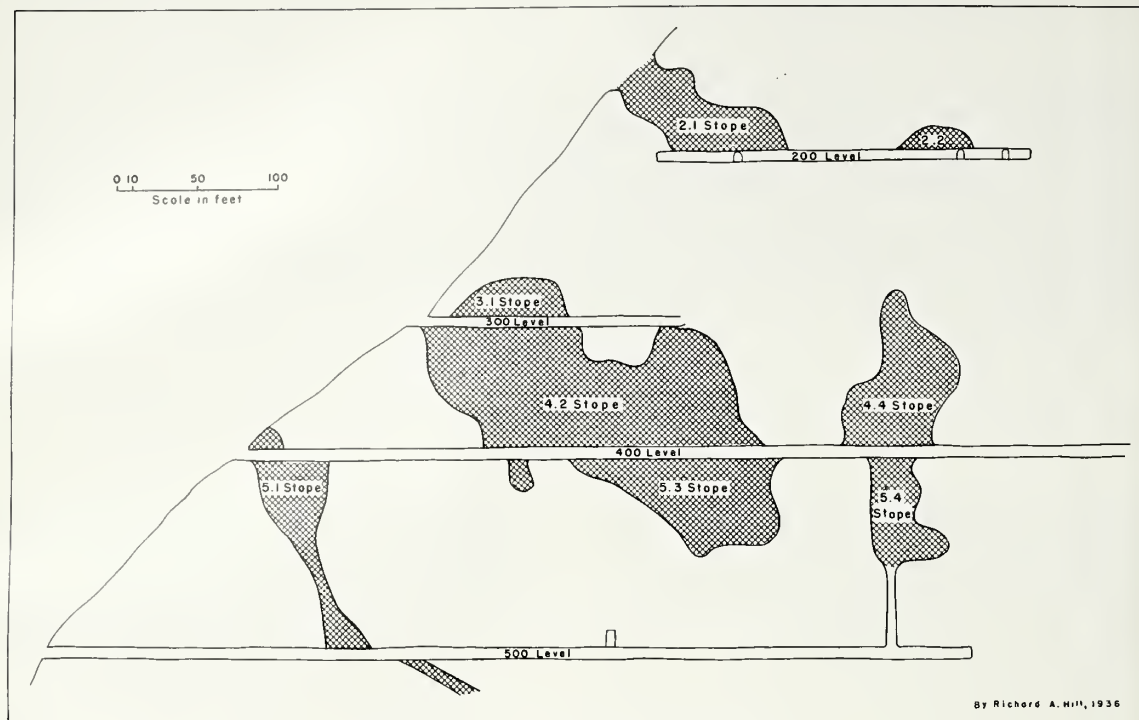 2.1 Stope
2.2
200 Level
0 10 50 100
Scale in feet
3.1 Stope
300 Level
4.2 Stope
4.4 Stope
400 Level
5.1 Stope
5.3 Stope
5.4
Stope
500 Level
By Richard A. Hill, 1936